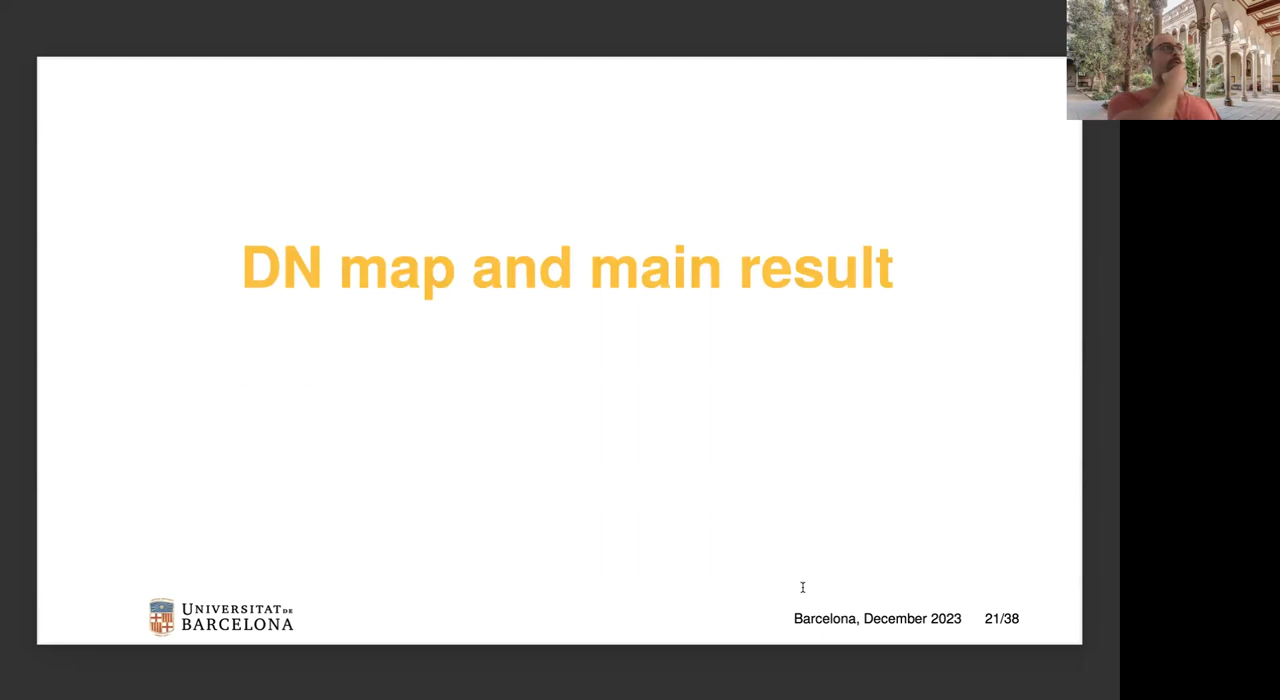 DN map and main result
UNIVERSITAT DE
BARCELONA
Barcelona, December 2023 21/38